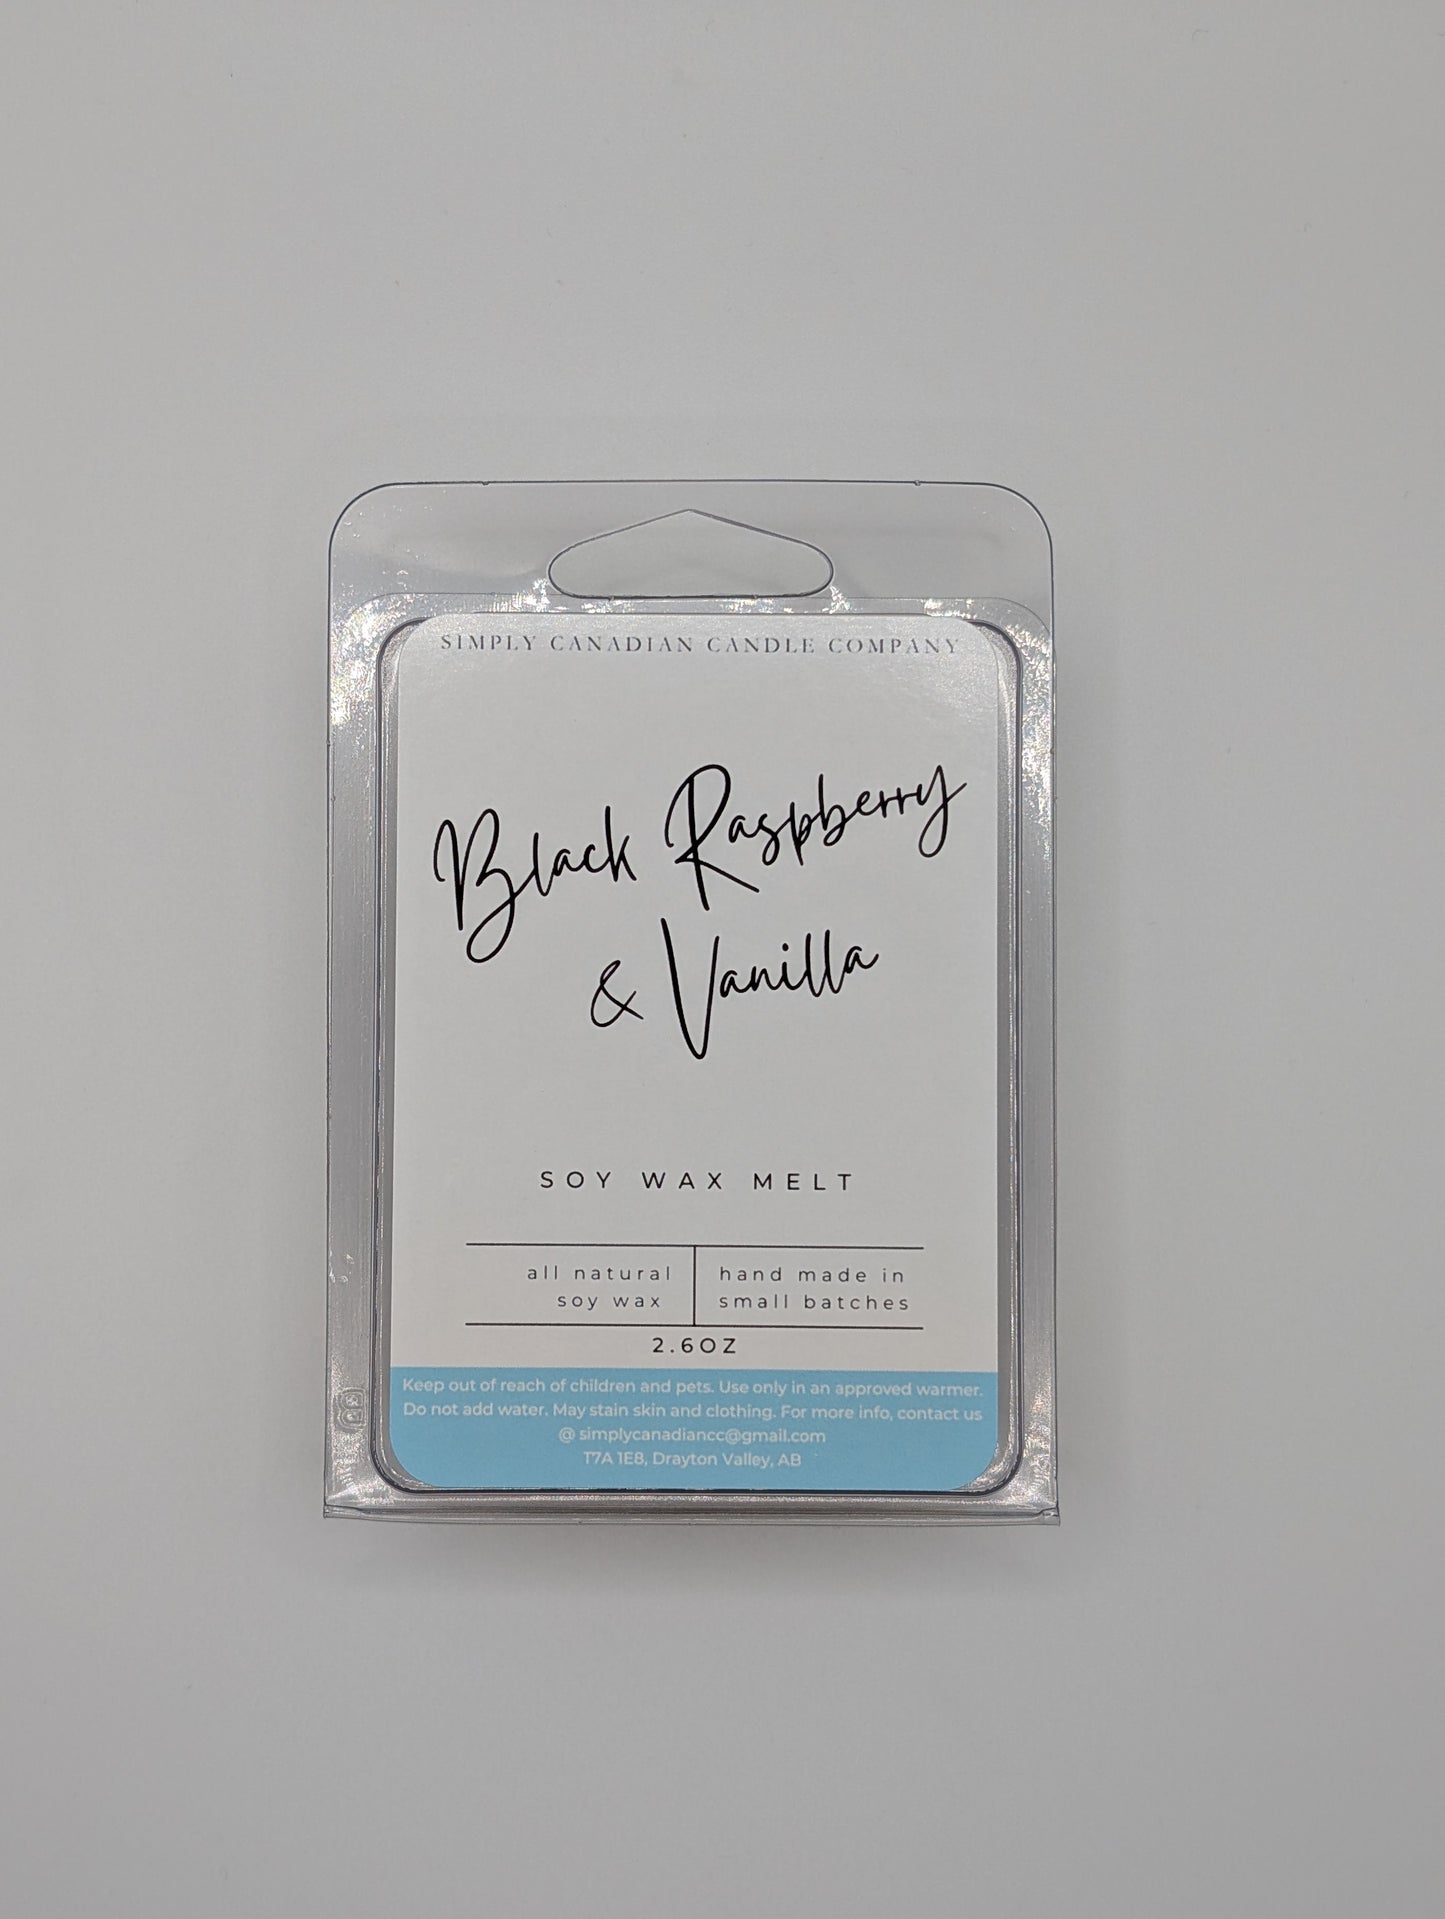 SIMPLY CANADIAN CANDLE COMPANY
Black Raspberry
& Vanilla
SOY WAX MELT
all natural
soy wax
hand made in
small batches
2.6OZ
Keep out of reach of children and pets. Use only in an approved warmer.
Do not add water. May stain skin and clothing. For more info, contact us
@ simplycanadiancc@gmail.com
T7A 1E8, Drayton Valley, AB